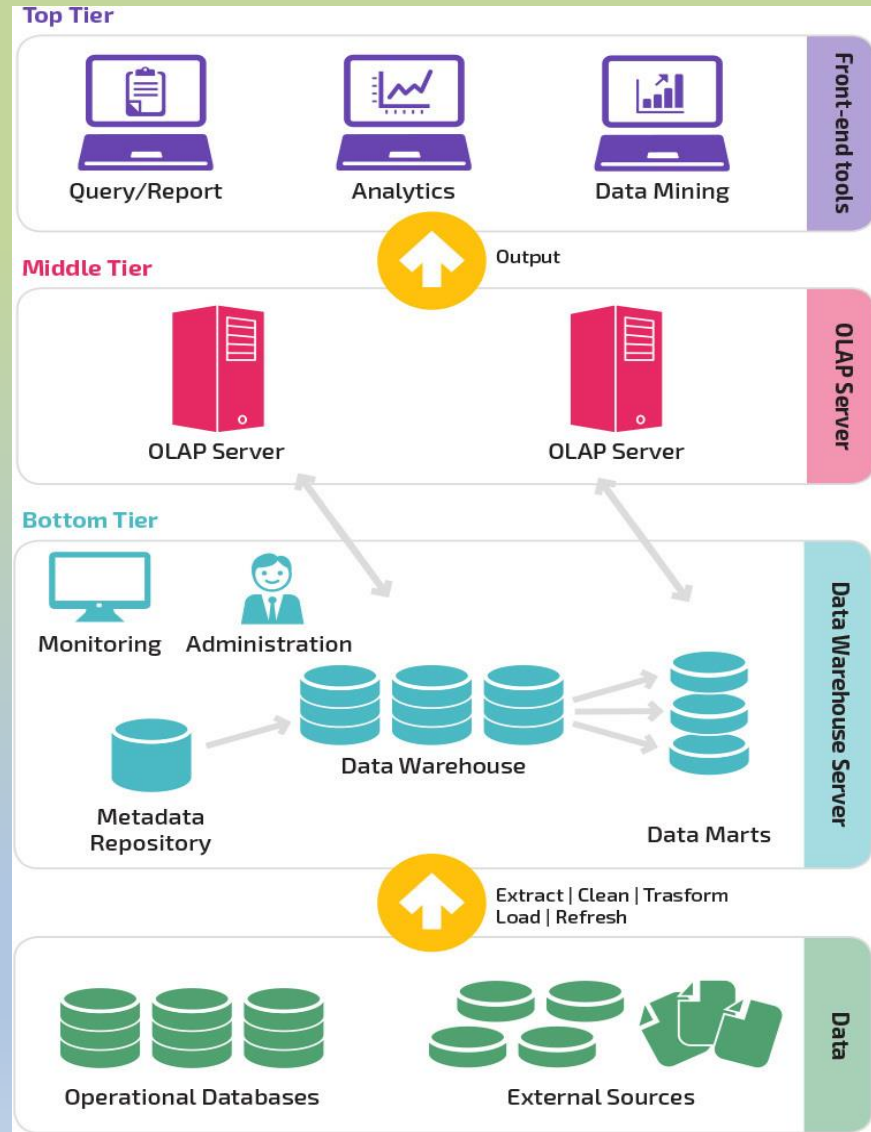 Top Tier
Query/Report
Analytics
Data Mining
Front-end tools
Output
Middle Tier
OLAP Server
OLAP Server
OLAP Server
Bottom Tier
Monitoring
Administration
Data Warehouse
Metadada
Repository
Data Marts
Data Warehouse Server
Extract | Clean | Trasform
Load | Refresh
Operational Databases
External Sources
Data